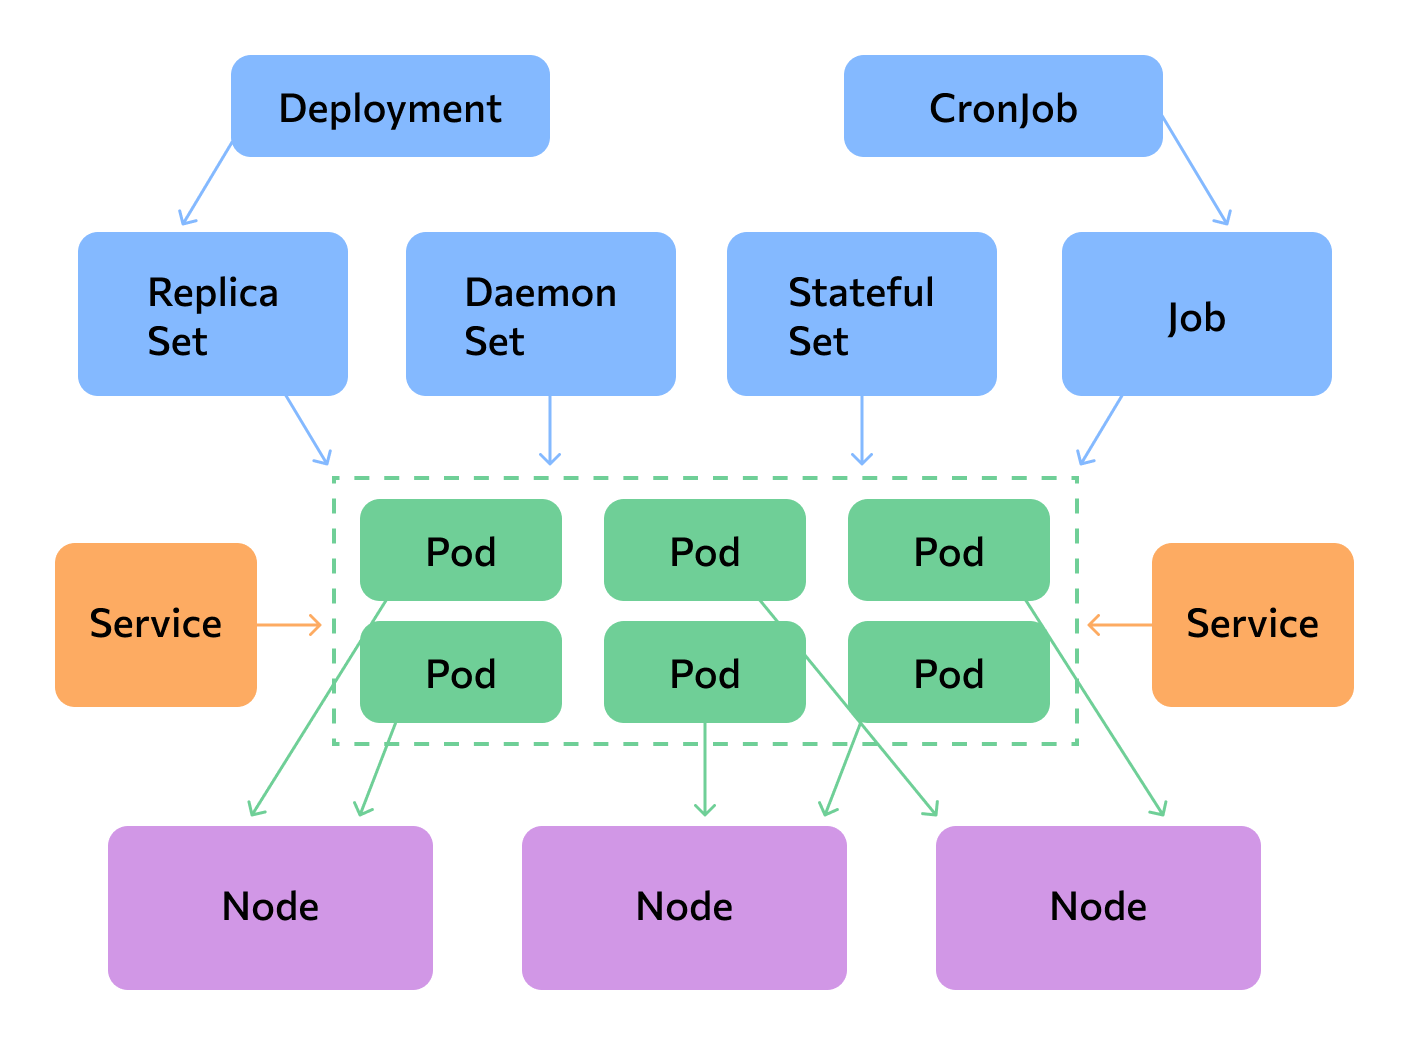 Deployment
CronJob
Replica
Set
Daemon
Set
Stateful
Set
Job
Pod
Pod
Pod
Service
Service
Pod
Pod
Pod
Node
Node
Node